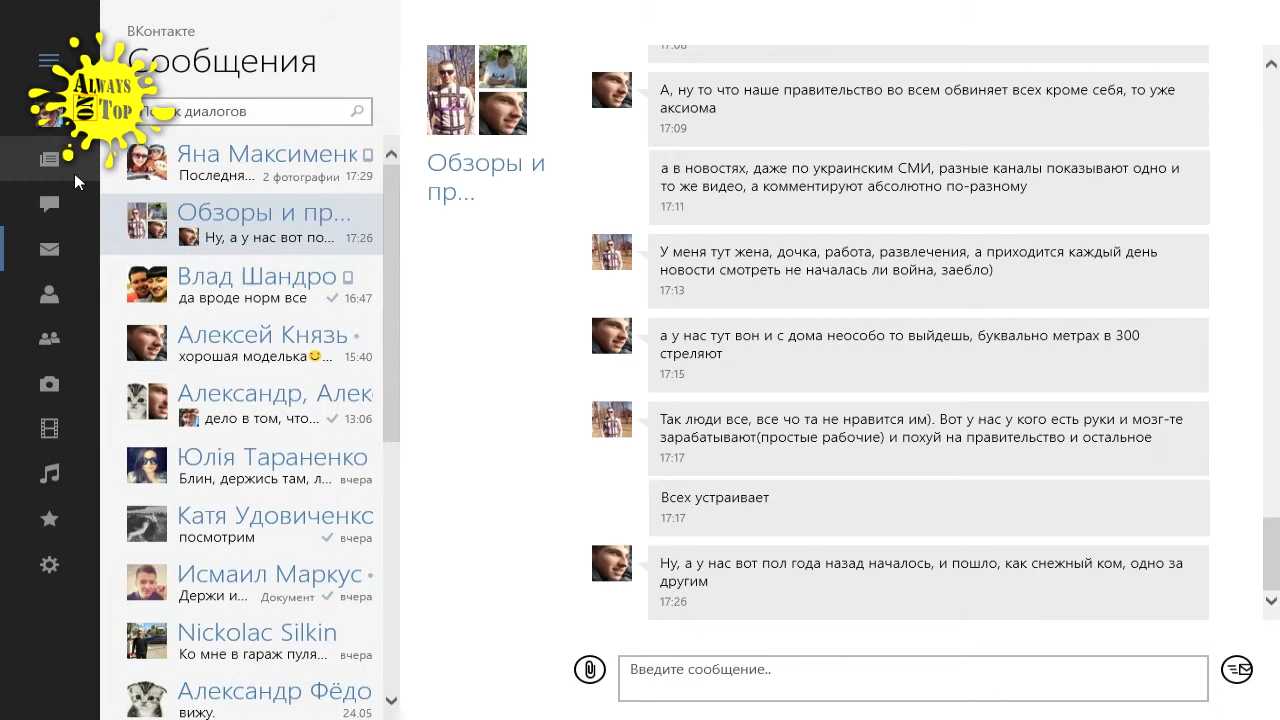 ВКонтакте
Сообщения
ALWAYS
ON TOP
диалогов
Яна Максименк
Последня... 2 фотографии 17:29
Обзоры и пр...
Ну, а у нас вот по... 17:26
Влад Шандро
да вроде норм все 16:47
Алексей Князь
хорошая моделька😊... 15:40
Александр, Алек
дело в том, что... 13:06
Юлія Тараненко
Блин, держись там, л... вчера
Катя Удовиченко
посмотрим вчера
Исмаил Маркус
Держи и... Документ вчера
Nickolac Silkin
Ко мне в гараж пуля... вчера
Александр Фёдо
вижу. 24.05
Обзоры и
пр...
17:08
А, ну то что наше правительство во всем обвиняет всех кроме себя, то уже
аксиома
17:09
а в новостях, даже по украинским СМИ, разные каналы показывают одно и
то же видео, а комментируют абсолютно по-разному
17:11
У меня тут жена, дочка, работа, развлечения, а приходится каждый день
новости смотреть не началась ли война, заебло)
17:13
а у нас тут вон и с дома неособо то выйдешь, буквально метрах в 300
стреляют
17:15
Так люди все, все чо та не нравится им). Вот у нас у кого есть руки и мозг-те
зарабатывают(простые рабочие) и похуй на правительство и остальное
17:17
Всех устраивает
17:17
Ну, а у нас вот пол года назад началось, и пошло, как снежный ком, одно за
другим
17:26
Введите сообщение..